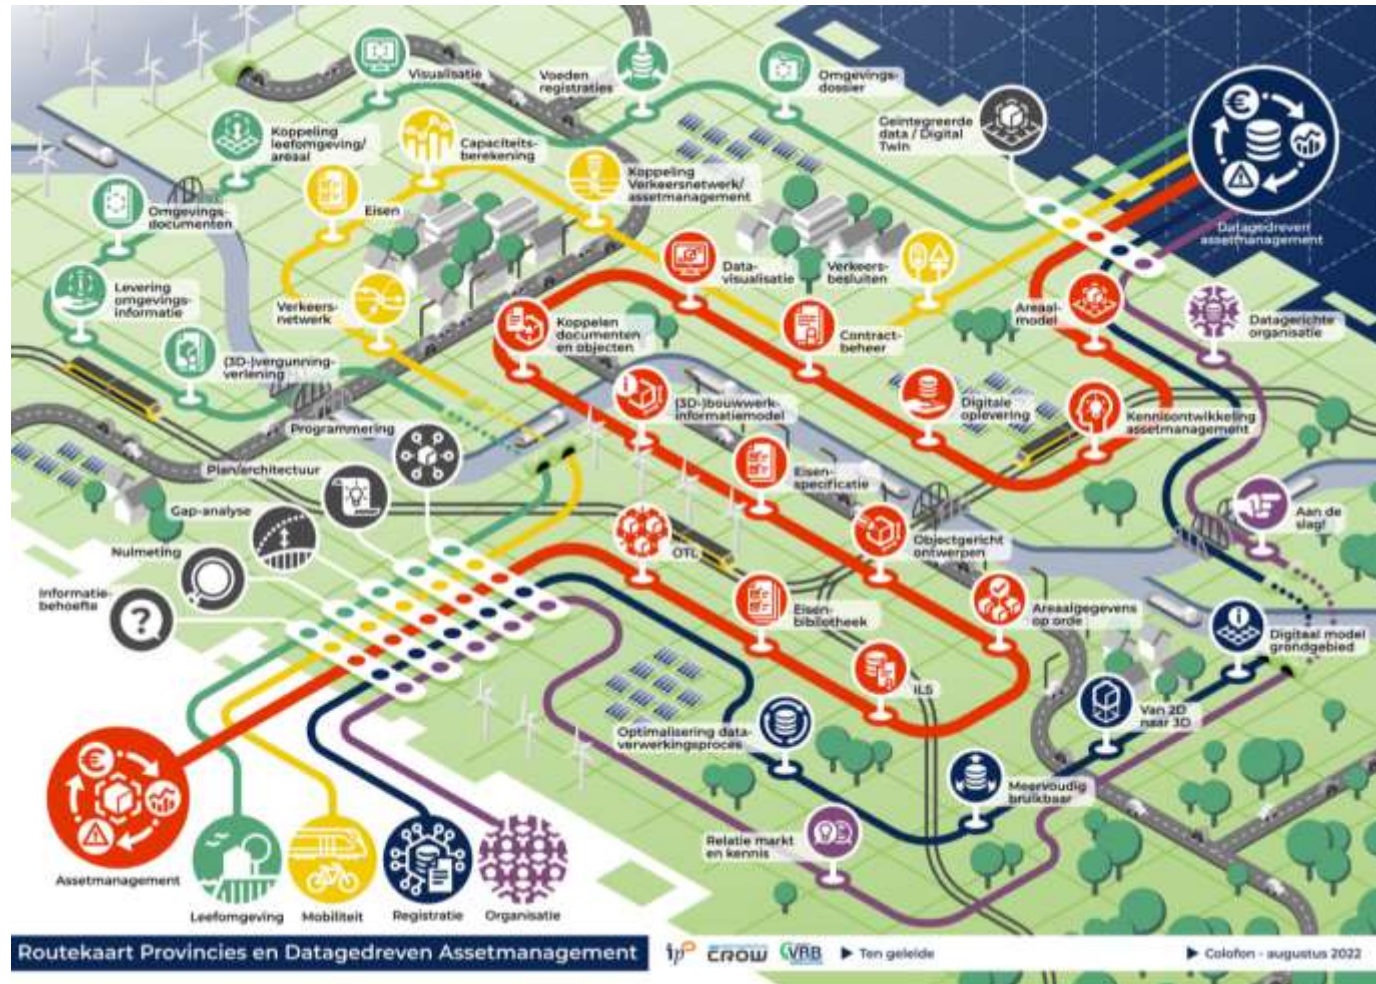 Visualisatie
Voeden
registraties
Omgevings-
dossier
Geïntegreerde
data / Digital
Twin
Koppeling
leefomgeving/
areaal
Capaciteits-
berekening
Koppeling
Verkeersnetwerk/
assetmanagement
Omgevings-
documenten
Eisen
Datagedreven
assetmanagement
Levering
omgevings-
informatie
Verkeers-
netwerk
Data-
visualisatie
Verkeers-
besluiten
Koppelen
documenten
en objecten
Contract-
beheer
Areaal-
model
Datagerichte
organisatie
(3D-)vergunning-
verlening
(3D-)bouwwerk-
informatiemodel
Digitale
oplevering
Kennisontwikkeling
assetmanagement
Programmering
Plan/architectuur
Eisen-
specificatie
Gap-analyse
Aan de
slag!
Nulmeting
OTL
Objectgericht
ontwerpen
Informatie-
behoefte
?
Eisen-
bibliotheek
Areaalgegevens
op orde
Digitaal model
grondgebied
ILS
Van 2D
naar 3D
Optimalisering data-
verwerkingsproces
Meervoudig
bruikbaar
Relatie markt
en kennis
Assetmanagement
Leefomgeving
Mobiliteit
Registratie
Organisatie
Routekaart Provincies en Datagedreven Assetmanagement
ipo
CROW
VRB
Ten geleide
Colofon - augustus 2022